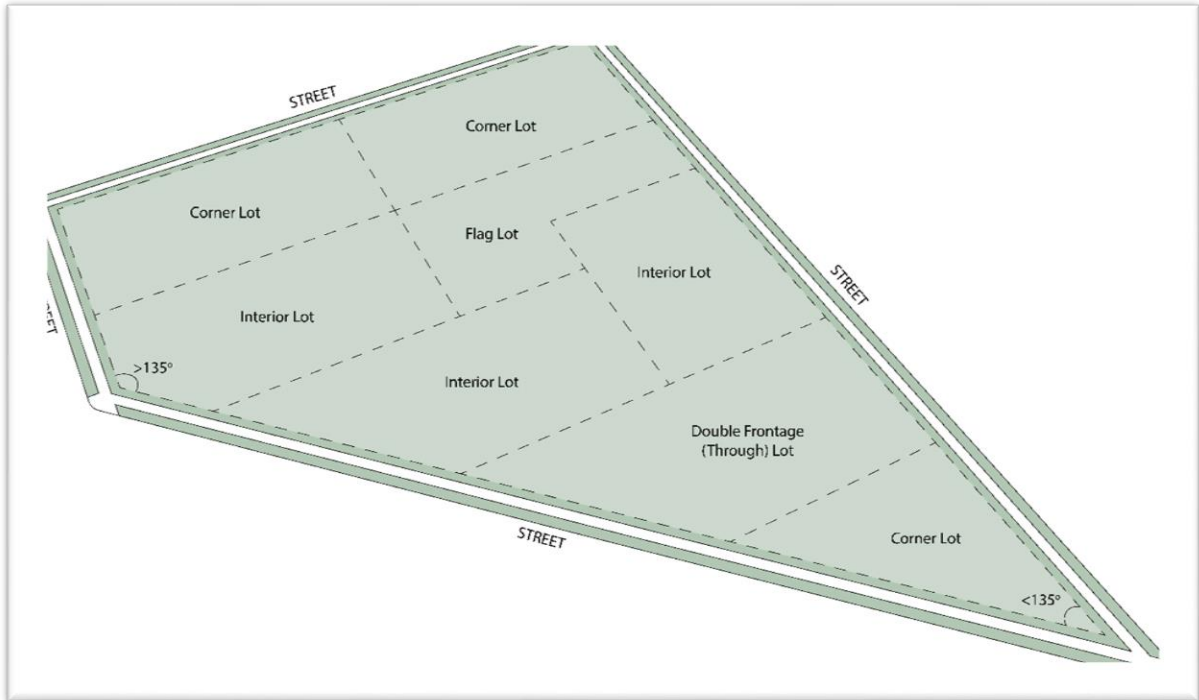 STREET
Corner Lot
Corner Lot
Flag Lot
Interior Lot
STREET
Interior Lot
>135°
Interior Lot
Double Frontage
(Through) Lot
STREET
Corner Lot
<135°